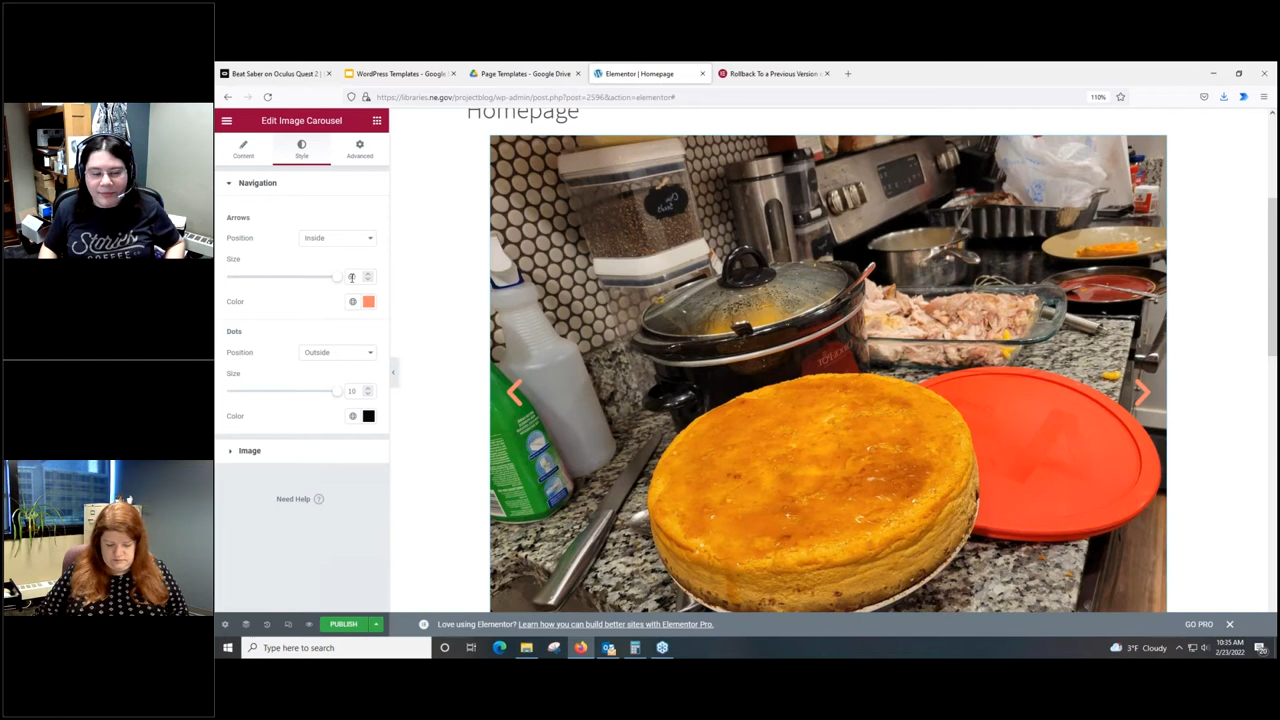 Beat Saber on Oculus Quest 2 |
WordPress Templates - Google
Page Templates - Google Drive
Elementor | Homepage
Rollback To a Previous Version
https://libraries.ne.gov/projectblog/wp-admin/post.php?post=2596&action=elementor#
110%
Edit Image Carousel
Homepage
Content
Style
Advanced
Navigation
Arrows
Position
Inside
Size
Color
Dots
Position
Outside
Size
10
Color
Image
Need Help
PUBLISH
Love using Elementor? Learn how you can build better sites with Elementor Pro.
GO PRO
Type here to search
3°F Cloudy
10:35 AM
2/23/2022
20
Stories
COFFEE